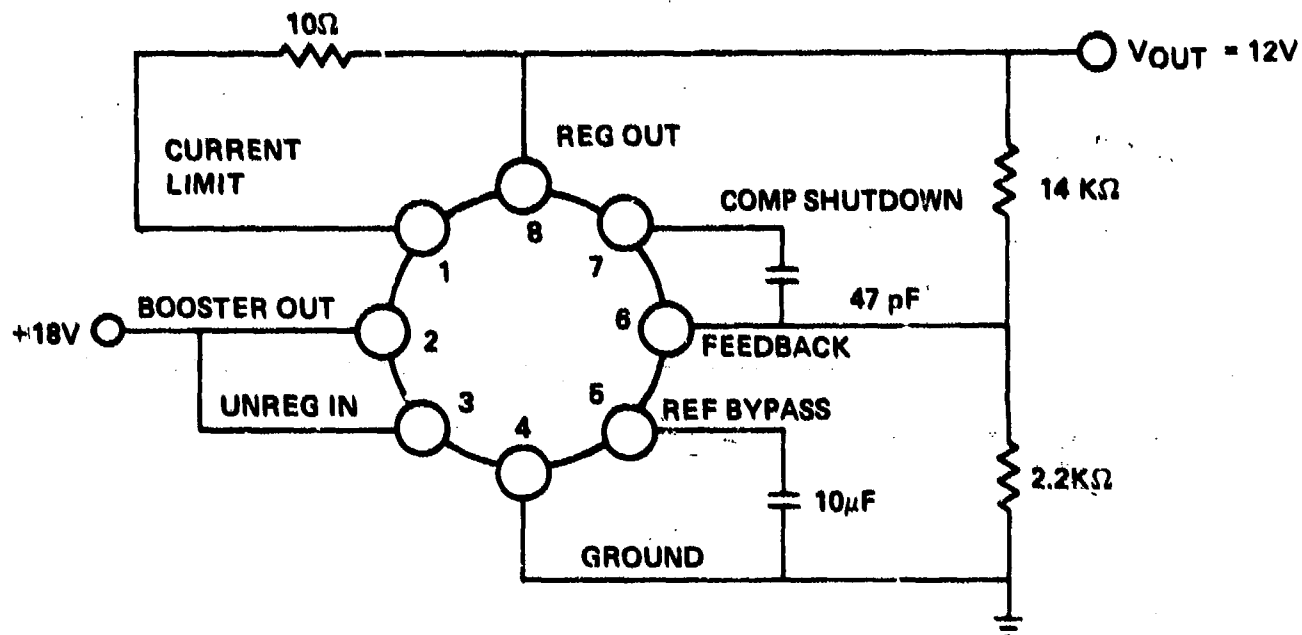 10Ω
VOUT = 12V
CURRENT
LIMIT
REG OUT
COMP SHUTDOWN
14 KΩ
8
1
7
47 pF
BOOSTER OUT
+18V
2
6
FEEDBACK
UNREG IN
3
4
5
REF BYPASS
2.2KΩ
10μF
GROUND